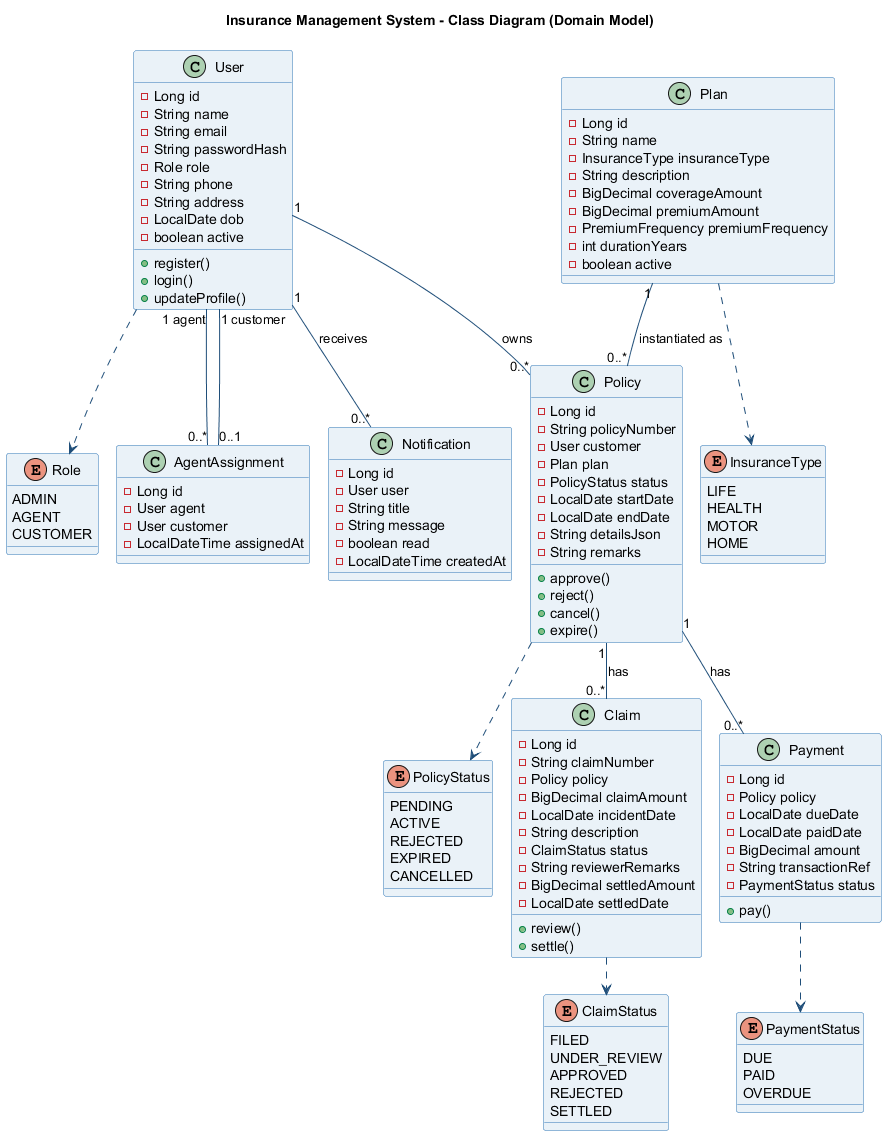 Insurance Management System - Class Diagram (Domain Model)
C User
Long id
String name
String email
String passwordHash
Role role
String phone
String address
LocalDate dob
boolean active
register()
login()
updateProfile()
C Plan
Long id
String name
InsuranceType insuranceType
String description
BigDecimal coverageAmount
BigDecimal premiumAmount
PremiumFrequency premiumFrequency
int durationYears
boolean active
1
owns
0..*
1
receives
0..*
1 agent
0..*
1 customer
0..1
1
instantiated as
0..*
E Role
ADMIN
AGENT
CUSTOMER
C AgentAssignment
Long id
User agent
User customer
LocalDateTime assignedAt
C Notification
Long id
User user
String title
String message
boolean read
LocalDateTime createdAt
C Policy
Long id
String policyNumber
User customer
Plan plan
PolicyStatus status
LocalDate startDate
LocalDate endDate
String detailsJson
String remarks
approve()
reject()
cancel()
expire()
E InsuranceType
LIFE
HEALTH
MOTOR
HOME
1
has
0..*
1
has
0..*
E PolicyStatus
PENDING
ACTIVE
REJECTED
EXPIRED
CANCELLED
C Claim
Long id
String claimNumber
Policy policy
BigDecimal claimAmount
LocalDate incidentDate
String description
ClaimStatus status
String reviewerRemarks
BigDecimal settledAmount
LocalDate settledDate
review()
settle()
C Payment
Long id
Policy policy
LocalDate dueDate
LocalDate paidDate
BigDecimal amount
String transactionRef
PaymentStatus status
pay()
E ClaimStatus
FILED
UNDER_REVIEW
APPROVED
REJECTED
SETTLED
E PaymentStatus
DUE
PAID
OVERDUE